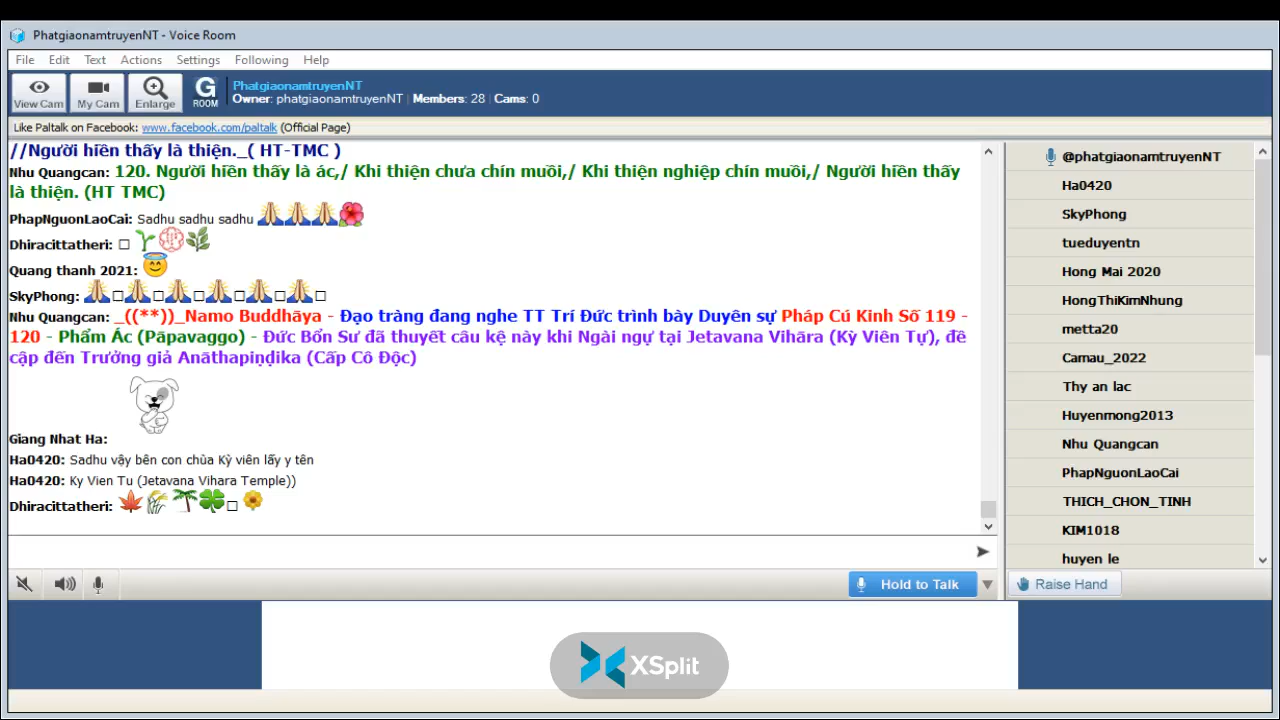 PhatgiaonamtruyenNT - Voice Room
File Edit Text Actions Settings Following Help
View Cam My Cam Enlarge G ROOM
PhatgiaonamtruyenNT
Owner: phatgiaonamtruyenNT | Members: 28 | Cams: 0
Like Paltalk on Facebook: www.facebook.com/paltalk (Official Page)
//Người hiền thấy là thiện._( HT-TMC )
Nhu Quangcan: 120. Người hiền thấy là ác,/ Khi thiện chưa chín muồi,/ Khi thiện nghiệp chín muồi,/ Người hiền thấy
là thiện. (HT TMC)
PhapNguonLaoCai: Sadhu sadhu sadhu
Dhiracittatheri:
Quang thanh 2021:
SkyPhong:
Nhu Quangcan: _((**))_Namo Buddhāya - Đạo tràng đang nghe TT Trí Đức trình bày Duyên sự Pháp Cú Kinh Số 119 -
120 - Phẩm Ác (Pāpavaggo) - Đức Bổn Sư đã thuyết câu kệ này khi Ngài ngự tại Jetavana Vihāra (Kỳ Viên Tự), đề
cập đến Trưởng giả Anāthapiṇḍika (Cấp Cô Độc)
Giang Nhat Ha:
Ha0420: Sadhu vậy bên con chùa Kỳ viên lấy y tên
Ha0420: Ky Vien Tu (Jetavana Vihara Temple))
Dhiracittatheri:
@phatgiaonamtruyenNT
Ha0420
SkyPhong
tueduyentn
Hong Mai 2020
HongThiKimNhung
metta20
Camau_2022
Thy an lac
Huyenmong2013
Nhu Quangcan
PhapNguonLaoCai
THICH_CHON_TINH
KIM1018
huyen le
Hold to Talk
Raise Hand
XSplit